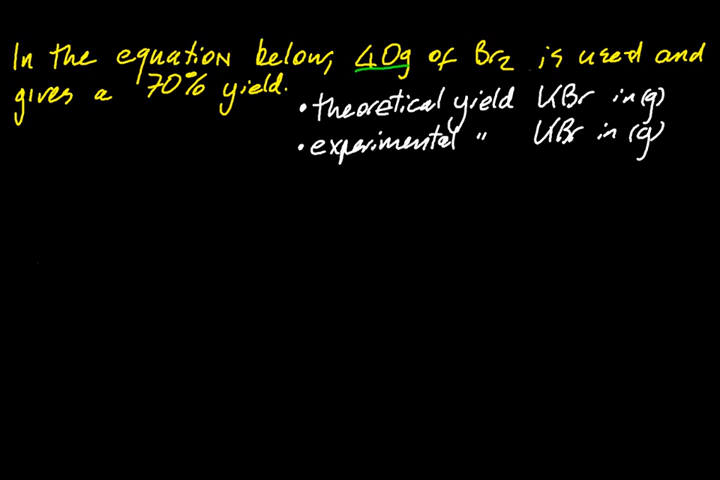 In the equation below, 40g of Br2 is used and
gives a 70% yield.
• theoretical yield KBr in (g)
• experimental " KBr in (g)